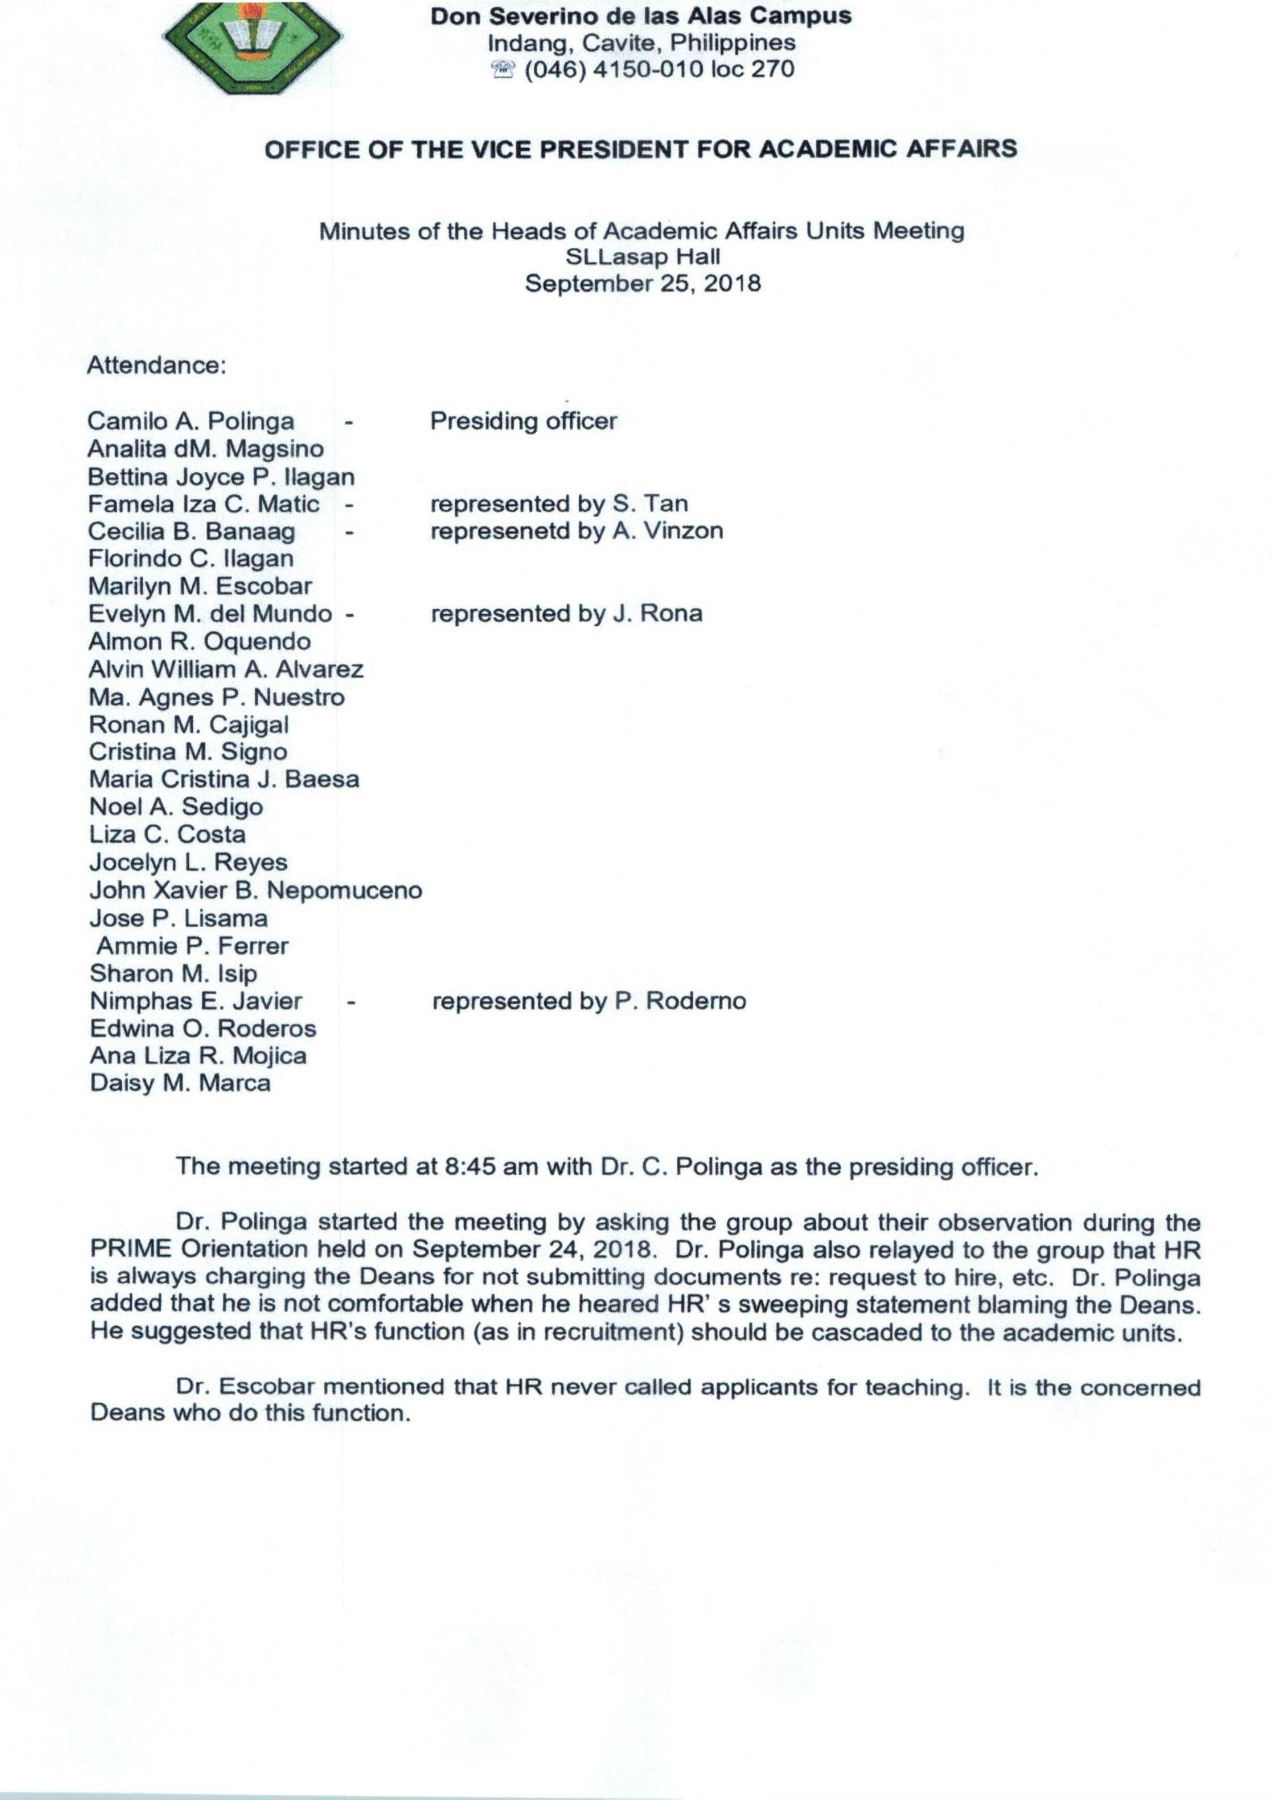 Don Severino de las Alas Campus
Indang, Cavite, Philippines
☏ (046) 4150-010 loc 270
OFFICE OF THE VICE PRESIDENT FOR ACADEMIC AFFAIRS
Minutes of the Heads of Academic Affairs Units Meeting
SLLasap Hall
September 25, 2018
Attendance:
Camilo A. Polinga - Presiding officer
Analita dM. Magsino
Bettina Joyce P. Ilagan
Famela Iza C. Matic - represented by S. Tan
Cecilia B. Banaag - represenetd by A. Vinzon
Florindo C. Ilagan
Marilyn M. Escobar
Evelyn M. del Mundo - represented by J. Rona
Almon R. Oquendo
Alvin William A. Alvarez
Ma. Agnes P. Nuestro
Ronan M. Cajigal
Cristina M. Signo
Maria Cristina J. Baesa
Noel A. Sedigo
Liza C. Costa
Jocelyn L. Reyes
John Xavier B. Nepomuceno
Jose P. Lisama
Ammie P. Ferrer
Sharon M. Isip
Nimphas E. Javier - represented by P. Roderno
Edwina O. Roderos
Ana Liza R. Mojica
Daisy M. Marca
The meeting started at 8:45 am with Dr. C. Polinga as the presiding officer.
Dr. Polinga started the meeting by asking the group about their observation during the
PRIME Orientation held on September 24, 2018. Dr. Polinga also relayed to the group that HR
is always charging the Deans for not submitting documents re: request to hire, etc. Dr. Polinga
added that he is not comfortable when he heared HR' s sweeping statement blaming the Deans.
He suggested that HR's function (as in recruitment) should be cascaded to the academic units.
Dr. Escobar mentioned that HR never called applicants for teaching. It is the concerned
Deans who do this function.